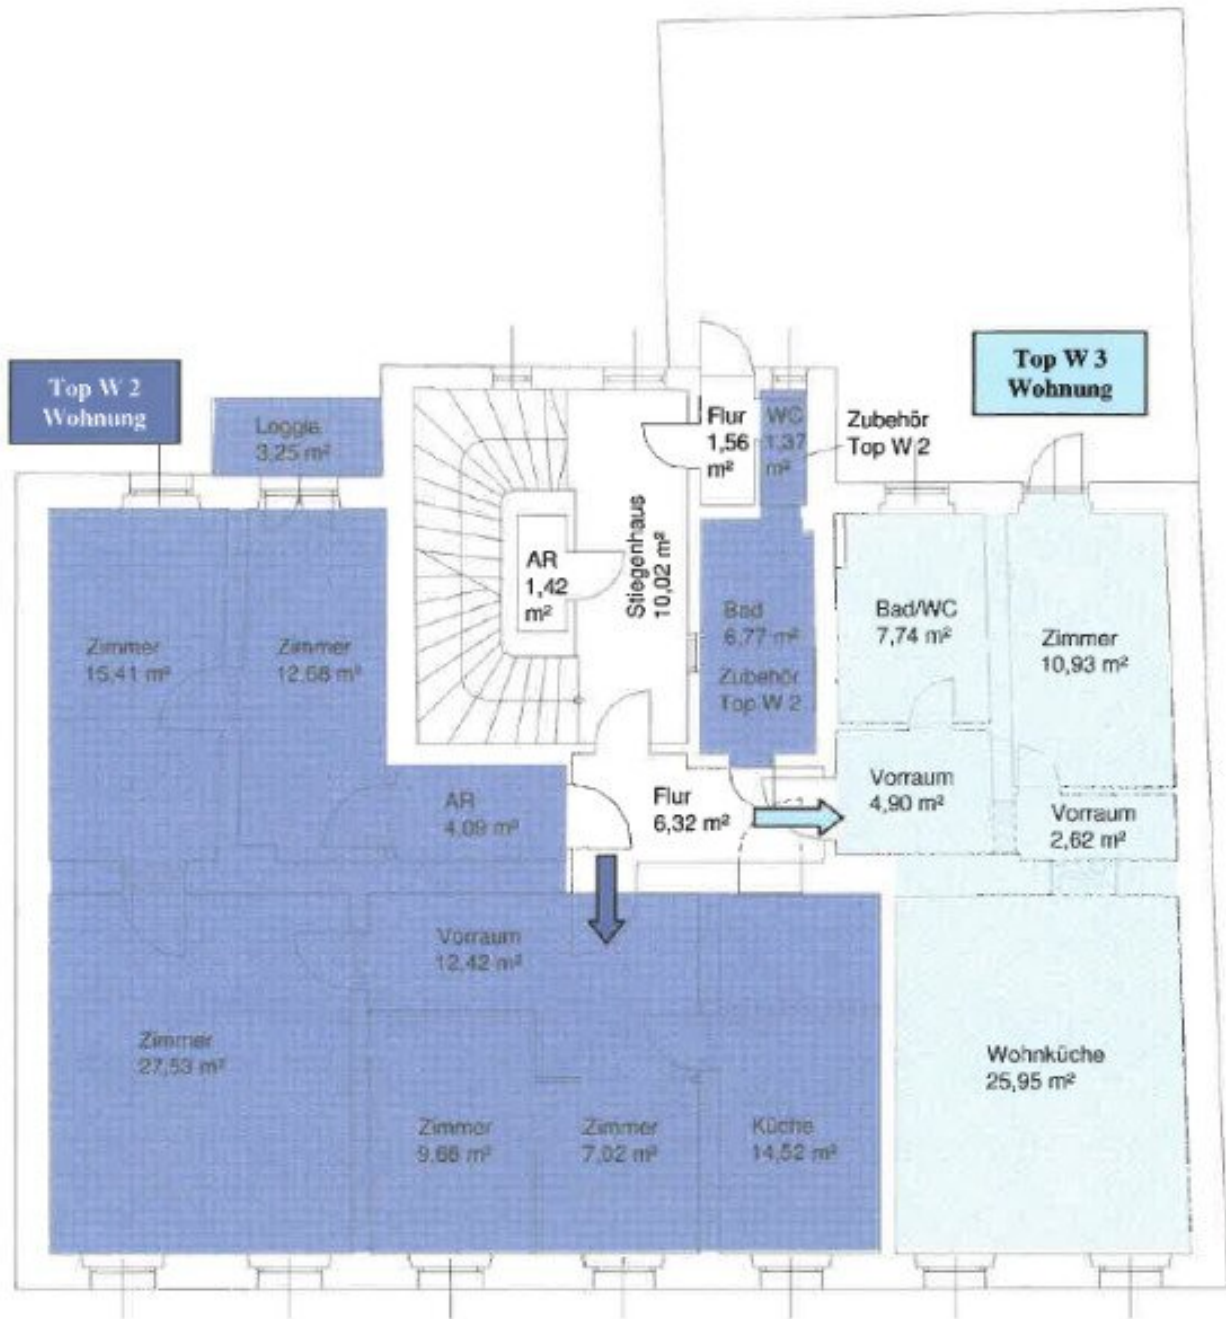 Top W 2
Wohnung
Top W 3
Wohnung
Loggia
3,25 m²
Flur
1,56
m²
WC
1,37
m²
Zubehör
Top W 2
AR
1,42
m²
Stiegenhaus
10,02 m²
Zimmer
15,41 m²
Zimmer
12,68 m²
Bad
6,77 m²
Zubehör
Top W 2
Bad/WC
7,74 m²
Zimmer
10,93 m²
AR
4,09 m²
Flur
6,32 m²
Vorraum
4,90 m²
Vorraum
2,62 m²
Vorraum
12,42 m²
Zimmer
27,53 m²
Zimmer
9,68 m²
Zimmer
7,02 m²
Küche
14,52 m²
Wohnküche
25,95 m²